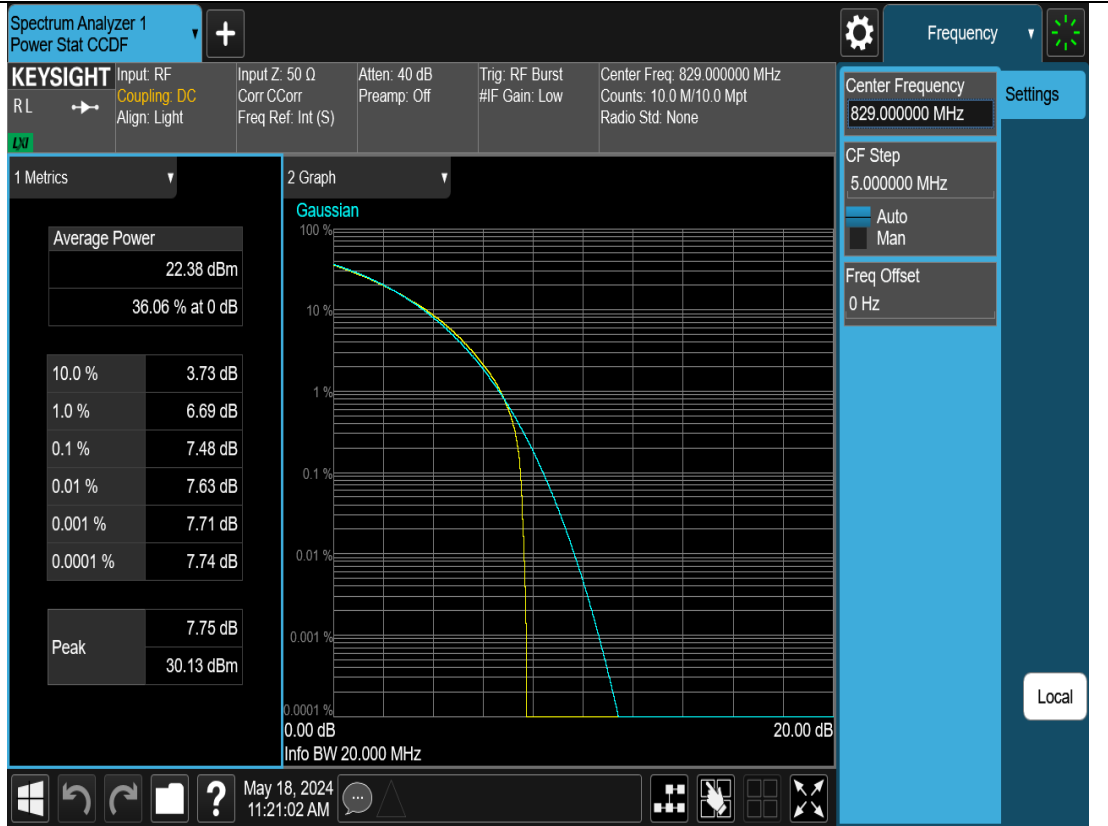 Spectrum Analyzer 1
Power Stat CCDF
+
Frequency
KEYSIGHT
RL
LXI
Input: RF
Coupling: DC
Align: Light
Input Z: 50 Ω
Corr CCorr
Freq Ref: Int (S)
Atten: 40 dB
Preamp: Off
Trig: RF Burst
#IF Gain: Low
Center Freq: 829.000000 MHz
Counts: 10.0 M/10.0 Mpt
Radio Std: None
Center Frequency
829.000000 MHz
Settings
CF Step
5.000000 MHz
Auto
Man
Freq Offset
0 Hz
1 Metrics
Average Power
22.38 dBm
36.06 % at 0 dB
10.0 % 3.73 dB
1.0 % 6.69 dB
0.1 % 7.48 dB
0.01 % 7.63 dB
0.001 % 7.71 dB
0.0001 % 7.74 dB
Peak
7.75 dB
30.13 dBm
2 Graph
Gaussian
100 %
10 %
1 %
0.1 %
0.01 %
0.001 %
0.0001 %
0.00 dB 20.00 dB
Info BW 20.000 MHz
Local
?
May 18, 2024
11:21:02 AM